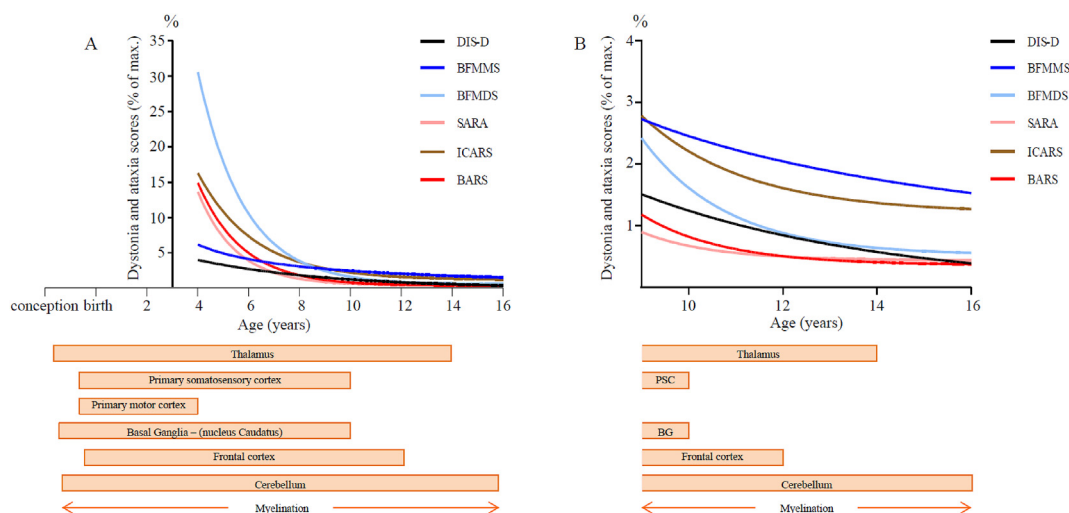 A
%
Dystonia and ataxia scores (% of max.)
35
30
25
20
15
10
5
conception birth 2 4 6 8 10 12 14 16
Age (years)
DIS-D
BFMMS
BFMDS
SARA
ICARS
BARS
Thalamus
Primary somatosensory cortex
Primary motor cortex
Basal Ganglia – (nucleus Caudatus)
Frontal cortex
Cerebellum
Myelination
B
%
Dystonia and ataxia scores (% of max.)
4
3
2
1
10 12 14 16
Age (years)
DIS-D
BFMMS
BFMDS
SARA
ICARS
BARS
Thalamus
PSC
BG
Frontal cortex
Cerebellum
Myelination